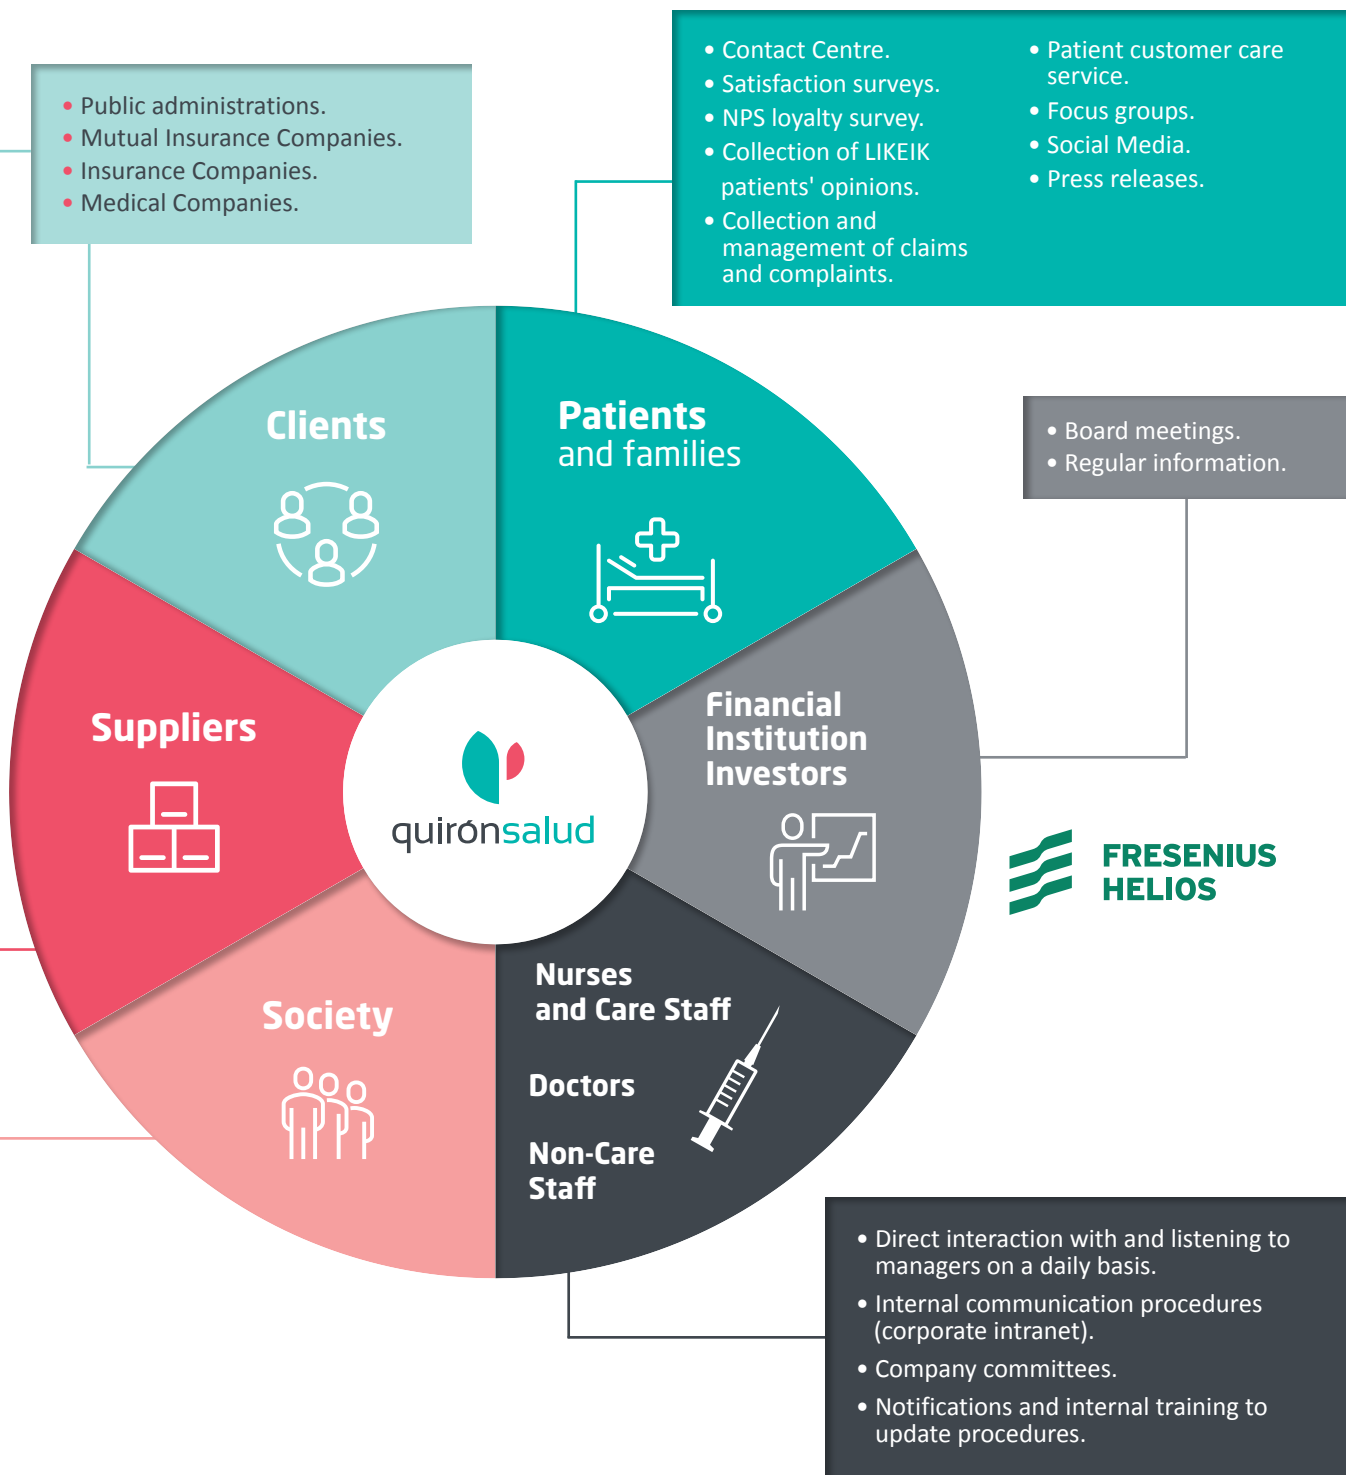 • Public administrations.
• Mutual Insurance Companies.
• Insurance Companies.
• Medical Companies.
• Contact Centre.
• Satisfaction surveys.
• NPS loyalty survey.
• Collection of LIKEIK
patients' opinions.
• Collection and
management of claims
and complaints.
• Patient customer care
service.
• Focus groups.
• Social Media.
• Press releases.
Clients
Patients
and families
• Board meetings.
• Regular information.
Suppliers
Financial
Institution
Investors
quirónsalud
FRESENIUS
HELIOS
Society
Nurses
and Care Staff
Doctors
Non-Care
Staff
• Direct interaction with and listening to
managers on a daily basis.
• Internal communication procedures
(corporate intranet).
• Company committees.
• Notifications and internal training to
update procedures.